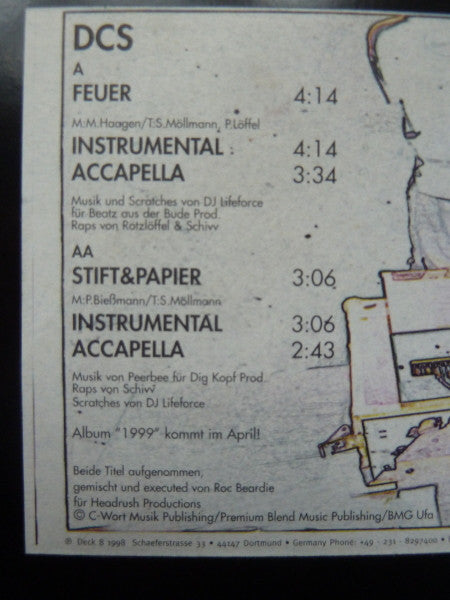 DCS
A
FEUER 4:14
M:M.Haagen/T.S.Möllmann, P.Löffel
INSTRUMENTAL 4:14
ACCAPELLA 3:34
Musik und Scratches von DJ Lifeforce
für Beatz aus der Bude Prod.
Raps von Rotzlöffel & Schivv
AA
STIFT&PAPIER 3:06
M:P.Bießmann/T.S.Möllmann
INSTRUMENTAL 3:06
ACCAPELLA 2:43
Musik von Peerbee für Dig Kopf Prod.
Raps von Schivv
Scratches von DJ Lifeforce
Album "1999" kommt im April!
Beide Titel aufgenommen,
gemischt und executed von Roc Beardie
für Headrush Productions
© C-Wort Musik Publishing/Premium Blend Music Publishing/BMG Ufa
℗ Deck 8 1998 Schaeferstrasse 33 • 44147 Dortmund • Germany Phone: +49 - 231 - 8297400 •